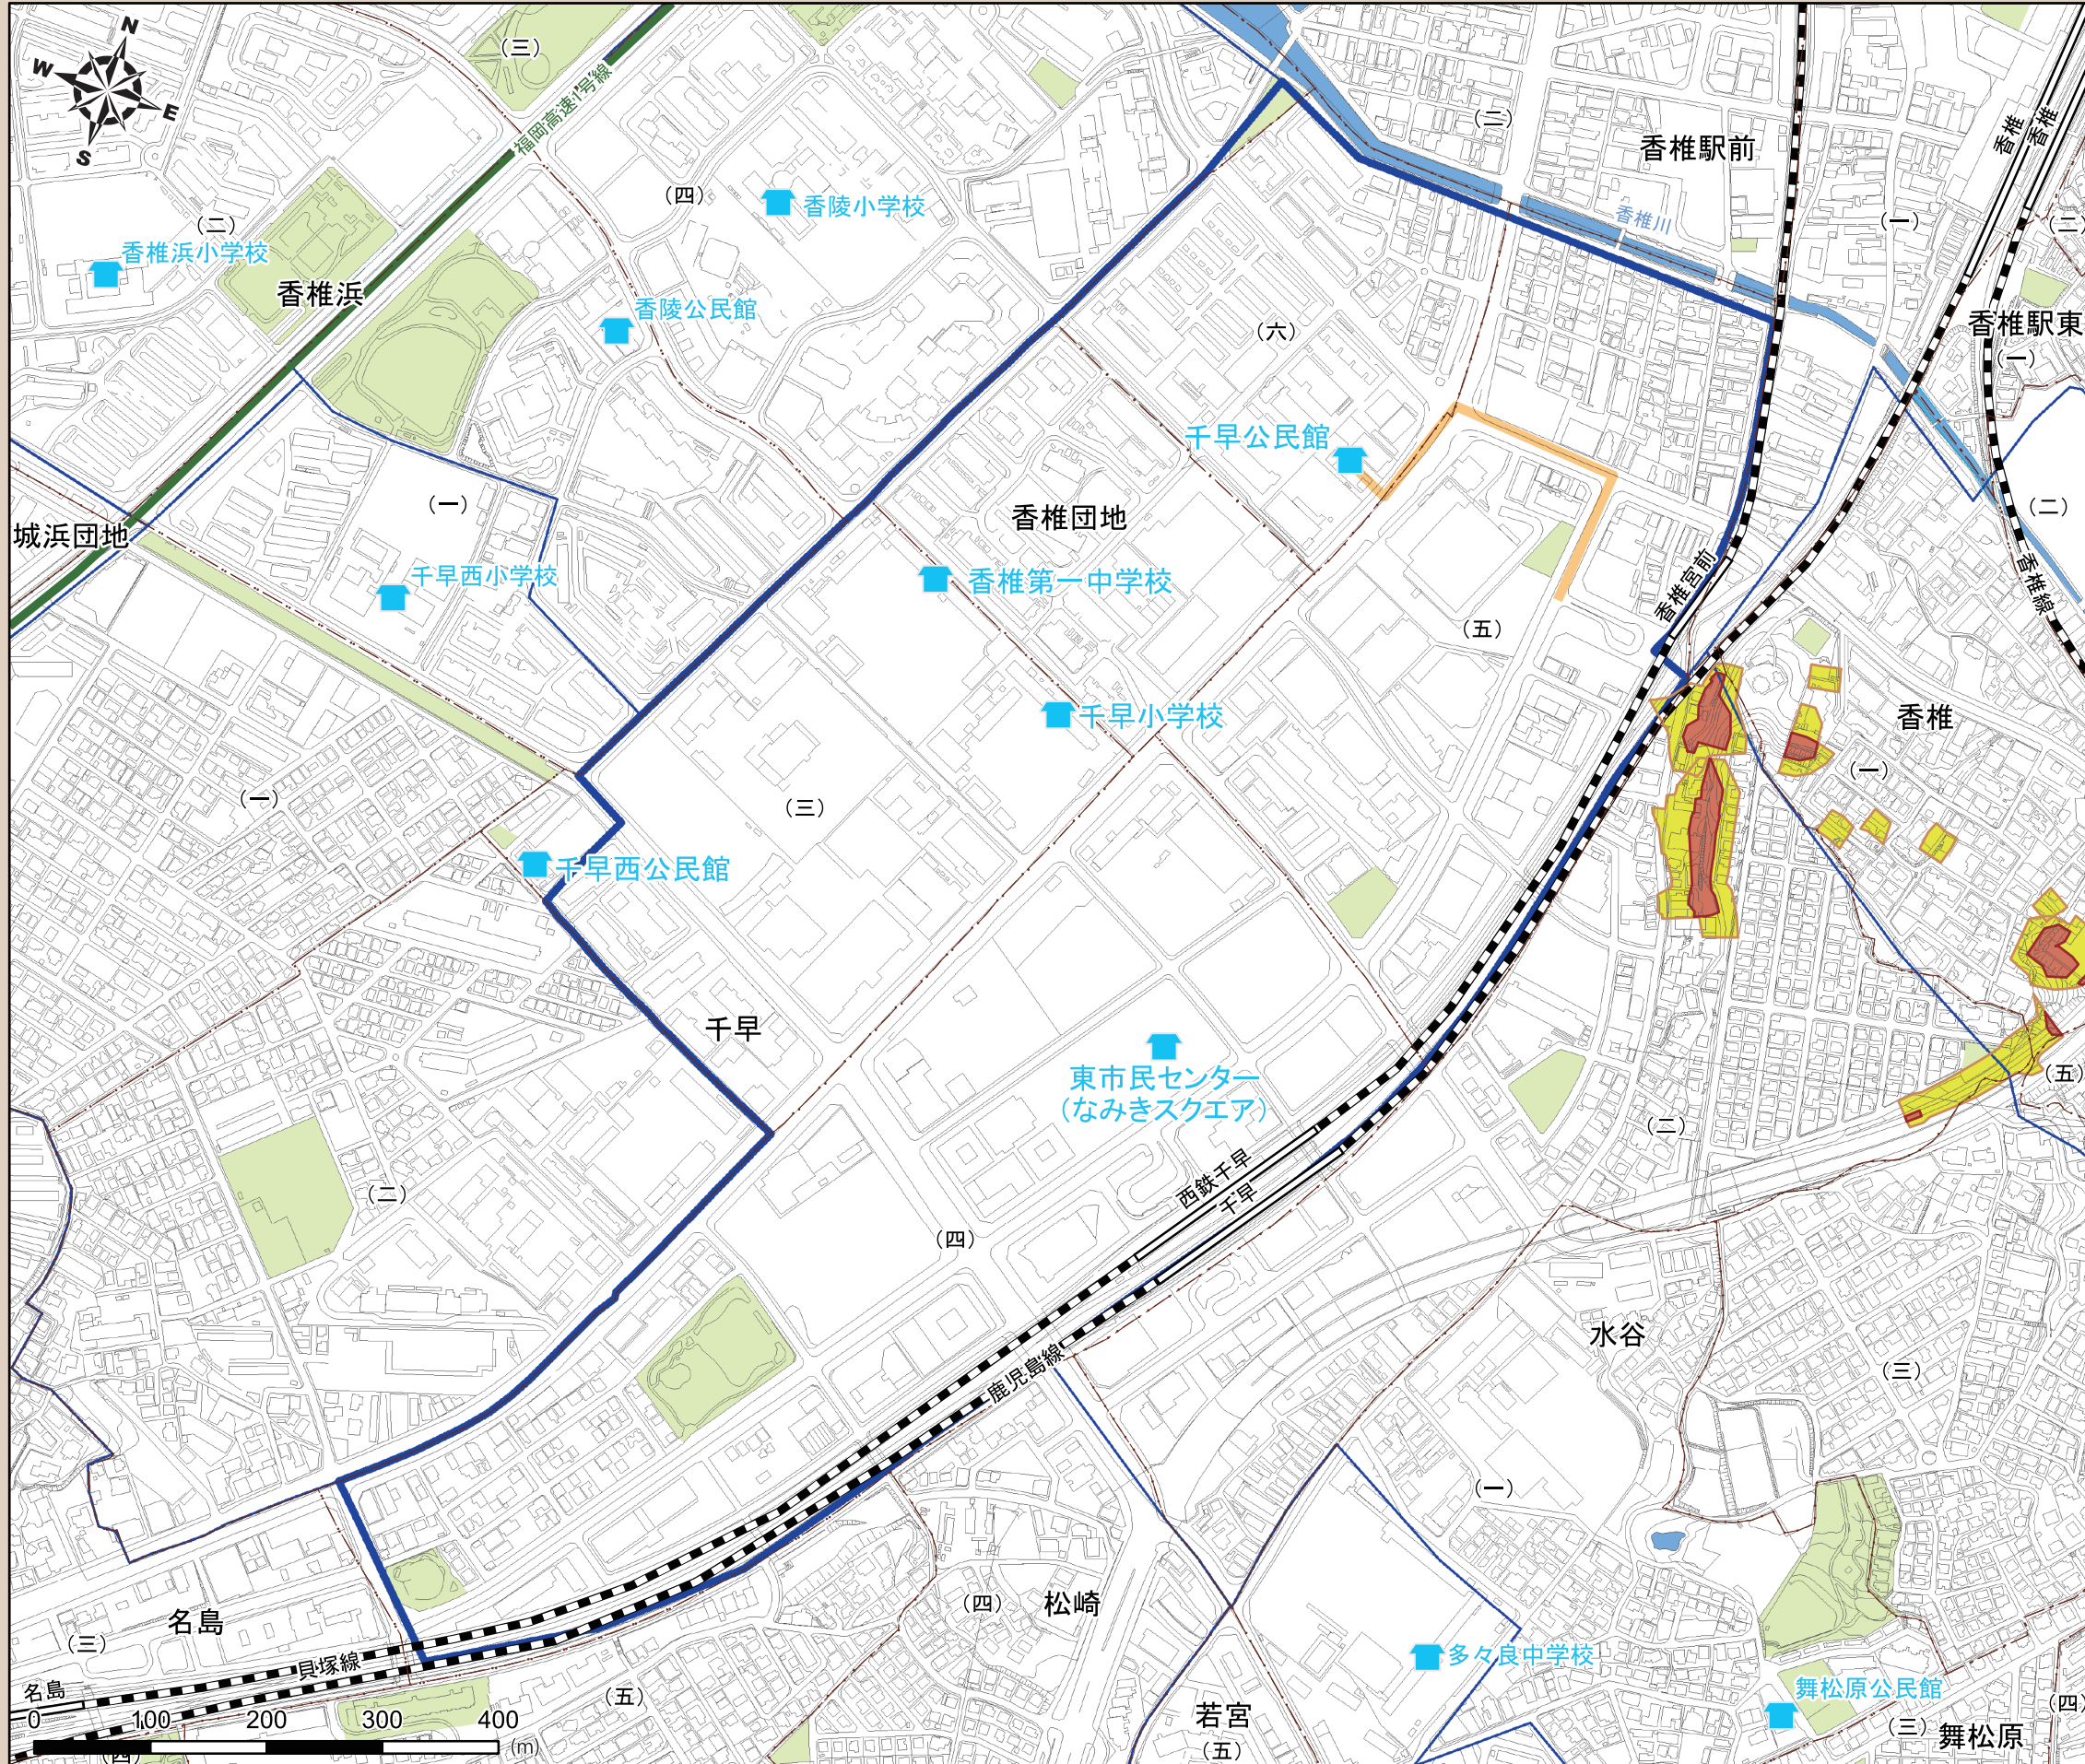 N
W
E
S
(三)
福岡高速1号線
(二)
香椎駅前
香椎
香椎
(四)
香陵小学校
(二)
香椎川
(一)
(二)
香椎浜小学校
香椎浜
香陵公民館
(六)
香椎駅東
(一)
千早公民館
(一)
香椎団地
(二)
城浜団地
千早西小学校
香椎第一中学校
香椎宮前
香椎線
(五)
千早小学校
香椎
(一)
(一)
(三)
千早西公民館
千早
東市民センター
(なみきスクエア)
(五)
(二)
西鉄千早
千早
(二)
(四)
水谷
鹿児島線
(三)
(一)
(四)
松崎
名島
(三)
貝塚線
多々良中学校
名島
(五)
舞松原公民館
若宮
(五)
(四)
(三)
舞松原
0 100 200 300 400
(m)
(四)